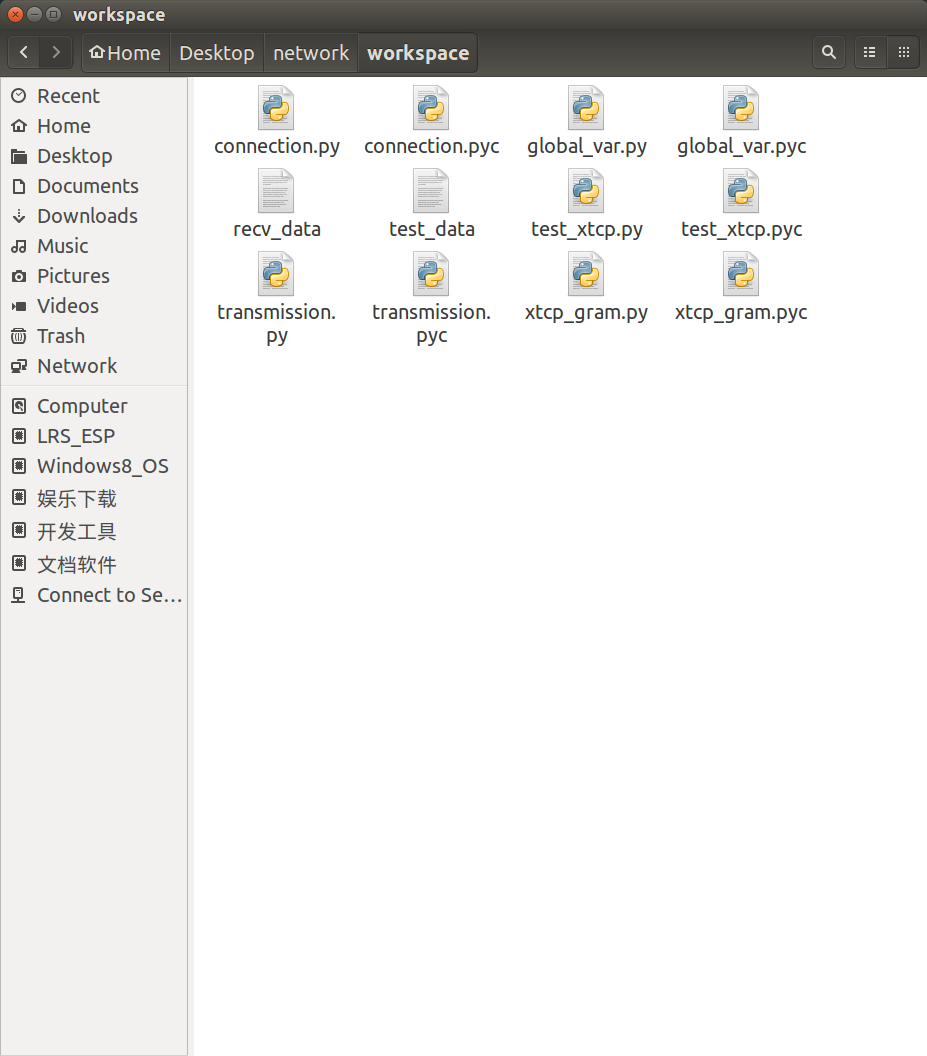 workspace
Home Desktop network workspace
Recent
Home
Desktop
Documents
Downloads
Music
Pictures
Videos
Trash
Network
Computer
LRS_ESP
Windows8_OS
娱乐下载
开发工具
文档软件
Connect to Se…
connection.py connection.pyc global_var.py global_var.pyc
recv_data test_data test_xtcp.py test_xtcp.pyc
transmission. transmission. xtcp_gram.py xtcp_gram.pyc
py pyc